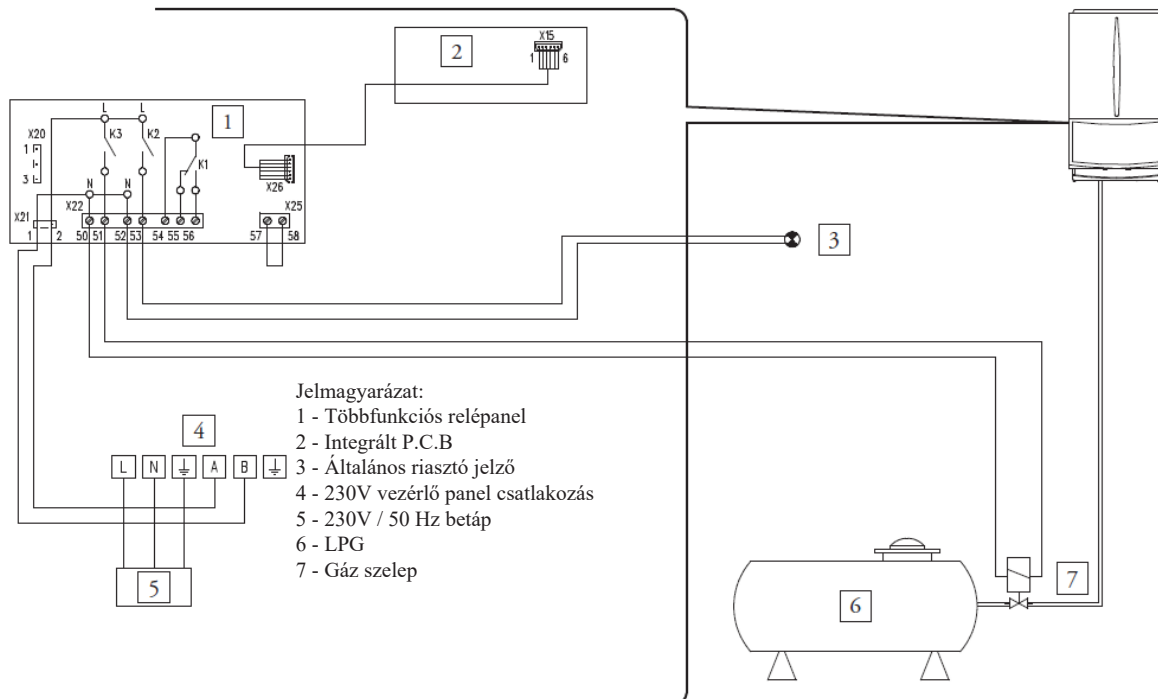 2
X15
1 6
1
L L
X20
K3 K2
1
K1
3
X26
N N
X21 X22 X25
1 2 50 51 52 53 54 55 56 57 58
3
4
L N A B
5
Jelmagyarázat:
1 - Többfunkciós relépanel
2 - Integrált P.C.B
3 - Általános riasztó jelző
4 - 230V vezérlő panel csatlakozás
5 - 230V / 50 Hz betáp
6 - LPG
7 - Gáz szelep
6
7